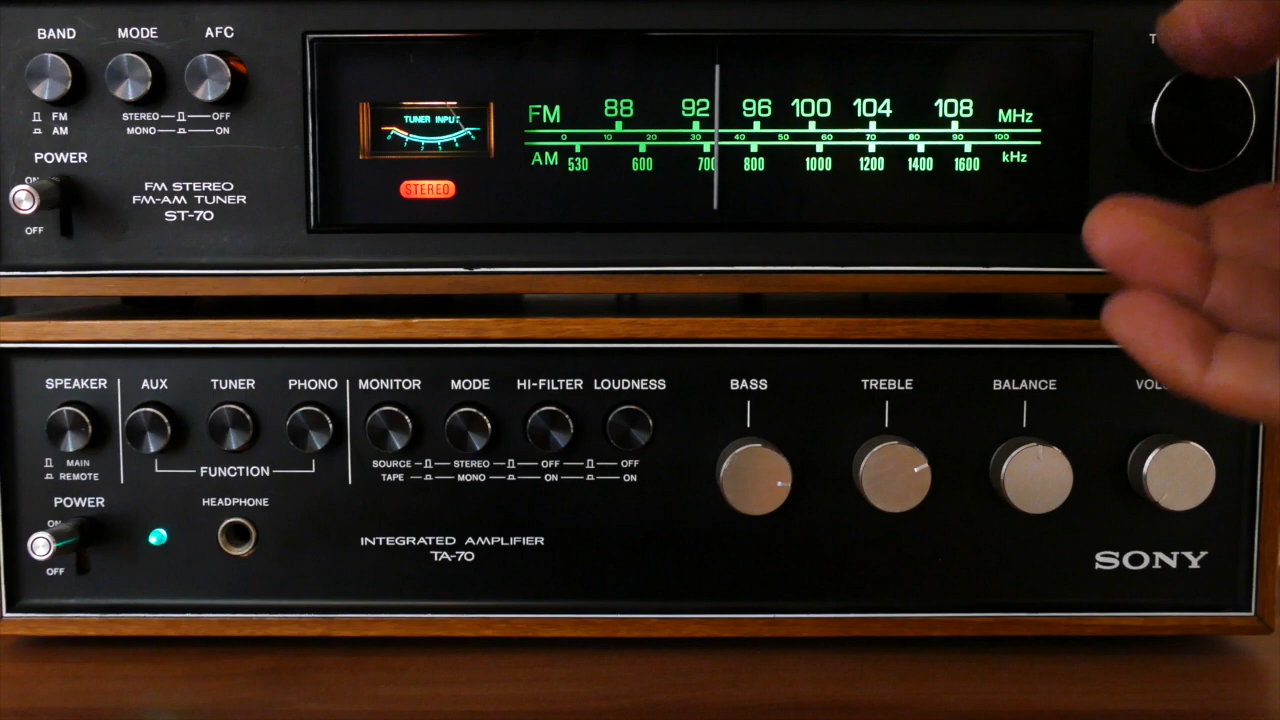 BAND MODE AFC
FM STEREO OFF
AM MONO ON
POWER
ON
OFF
FM STEREO
FM-AM TUNER
ST-70
TUNER INPUT
STEREO
FM 88 92 96 100 104 108 MHz
0 10 20 30 40 50 60 70 80 90 100
AM 530 600 700 800 1000 1200 1400 1600 kHz
SPEAKER AUX TUNER PHONO MONITOR MODE HI-FILTER LOUDNESS BASS TREBLE BALANCE
MAIN
REMOTE
FUNCTION
SOURCE STEREO OFF OFF
TAPE MONO ON ON
POWER
ON
OFF
HEADPHONE
INTEGRATED AMPLIFIER
TA-70
SONY